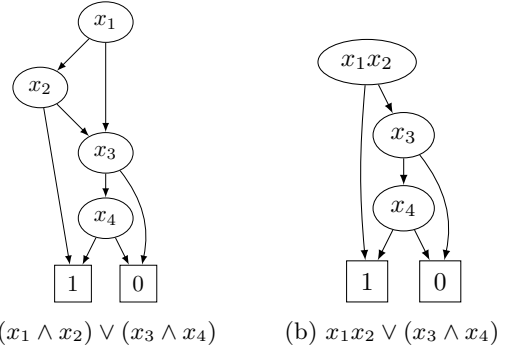 x₁
x₂
x₃
x₄
1 0
(x₁ ∧ x₂) ∨ (x₃ ∧ x₄)
x₁x₂
x₃
x₄
1 0
(b) x₁x₂ ∨ (x₃ ∧ x₄)